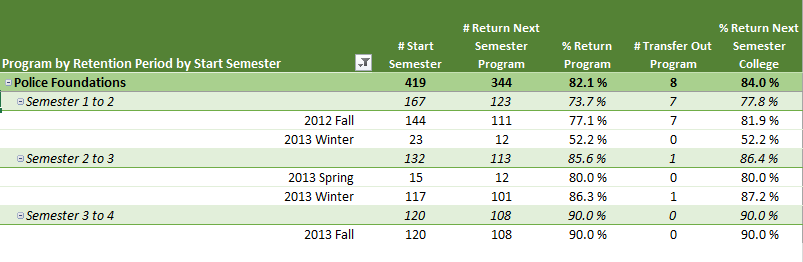 Program by Retention Period by Start Semester # Start Semester # Return Next Semester Program % Return Program # Transfer Out Program % Return Next Semester College
Police Foundations 419 344 82.1 % 8 84.0 %
Semester 1 to 2 167 123 73.7 % 7 77.8 %
2012 Fall 144 111 77.1 % 7 81.9 %
2013 Winter 23 12 52.2 % 0 52.2 %
Semester 2 to 3 132 113 85.6 % 1 86.4 %
2013 Spring 15 12 80.0 % 0 80.0 %
2013 Winter 117 101 86.3 % 1 87.2 %
Semester 3 to 4 120 108 90.0 % 0 90.0 %
2013 Fall 120 108 90.0 % 0 90.0 %